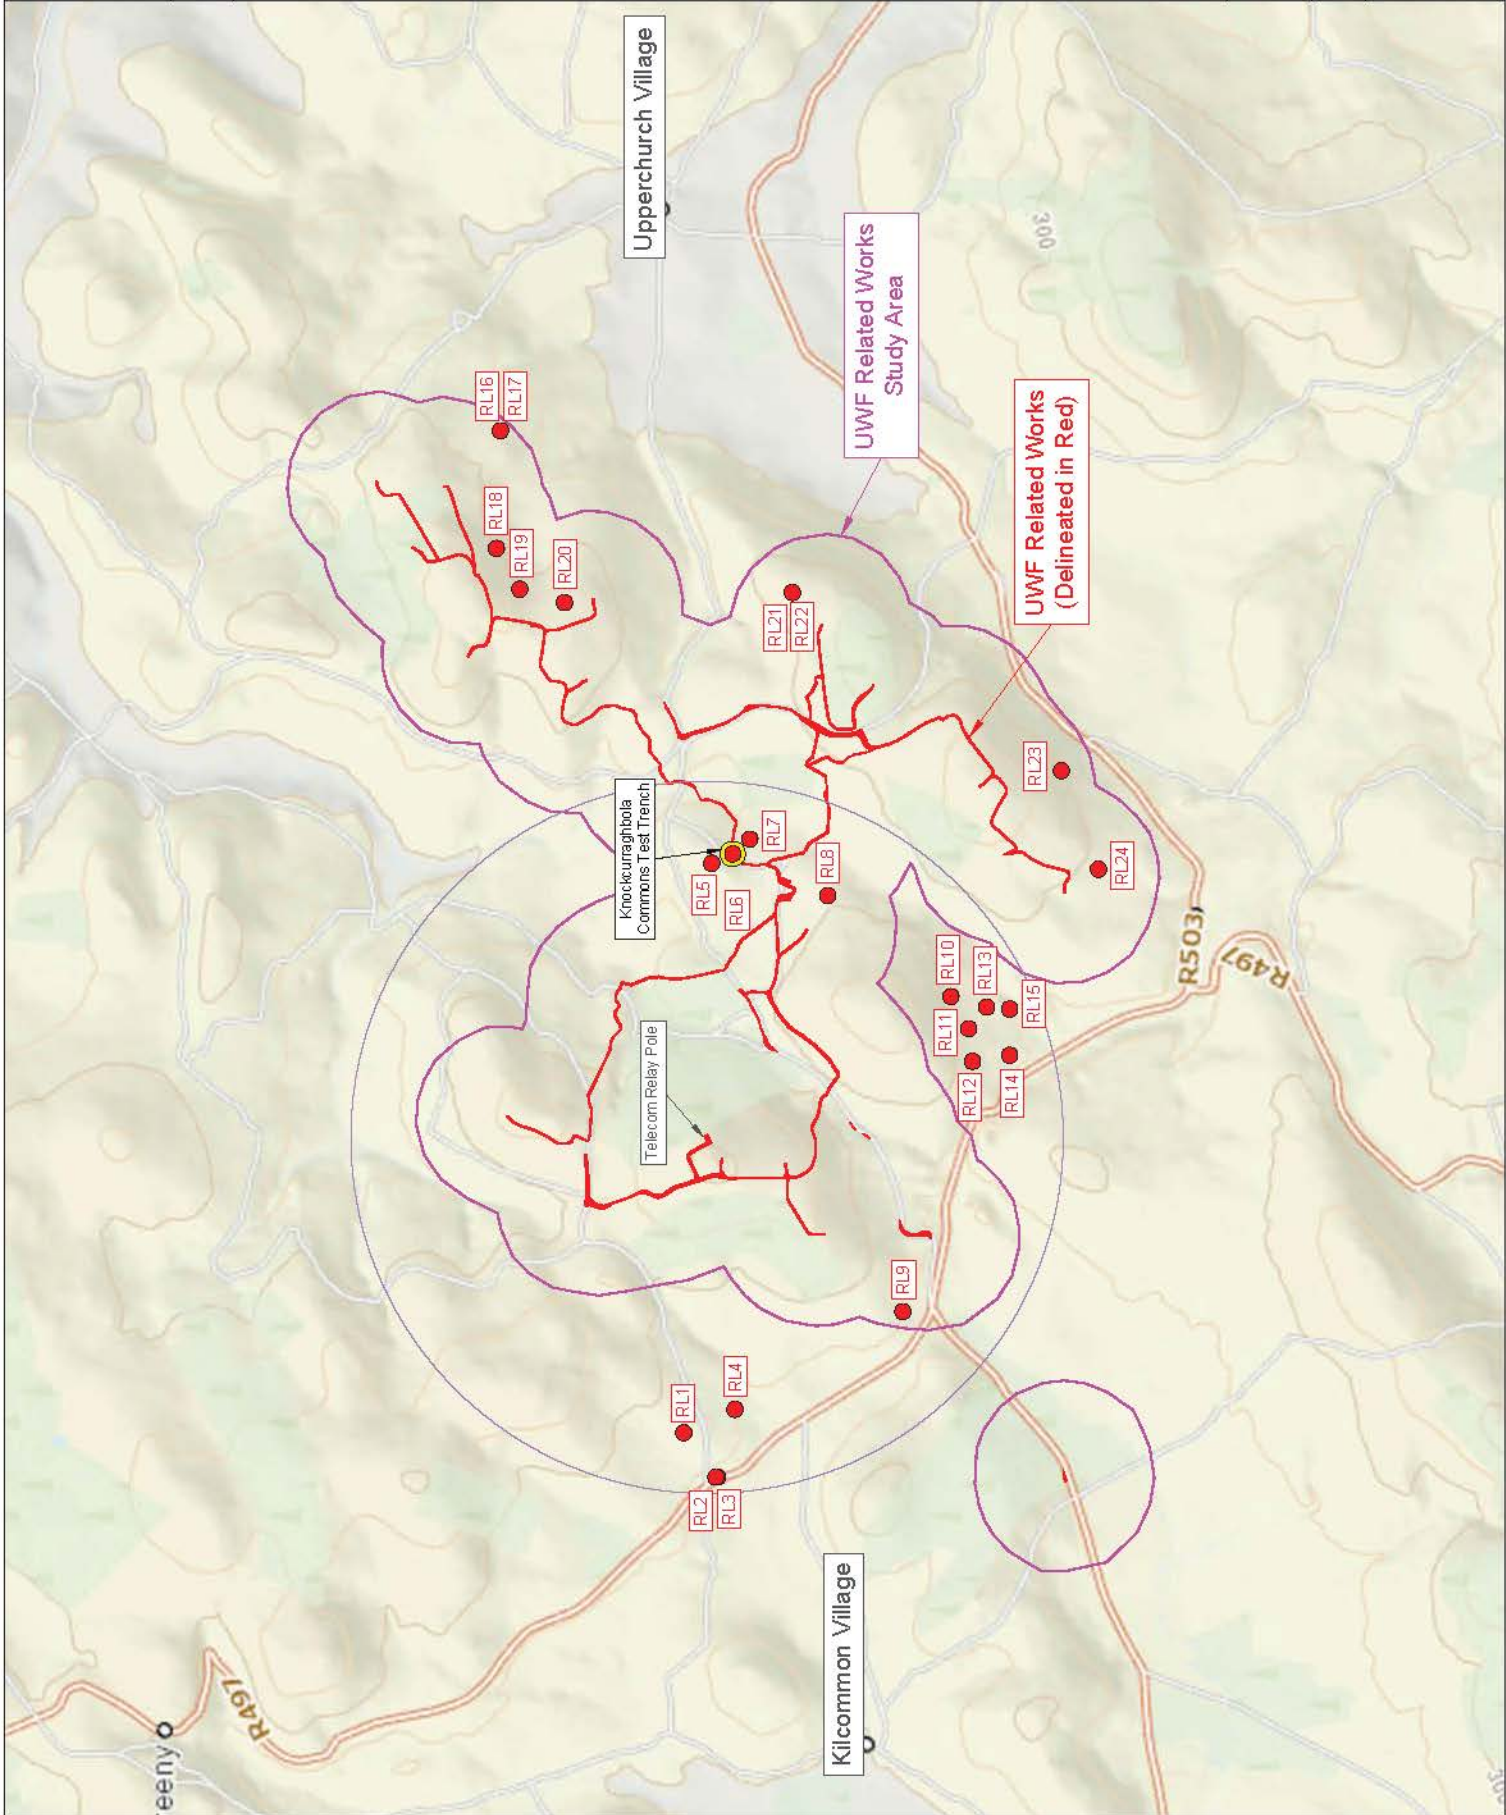 Upperchurch Village
UWF Related Works
Study Area
UWF Related Works
(Delineated in Red)
300
RL16
RL17
RL18
RL19
RL20
RL21
RL22
RL23
RL24
Knockcurraghbola
Commons Test Trench
RL5
RL6
RL7
RL8
RL10
RL13
RL11
RL15
RL12
RL14
R503
R497
Telecom Relay Pole
RL9
RL1
RL4
RL2
RL3
Kilcommon Village
R497
reeny